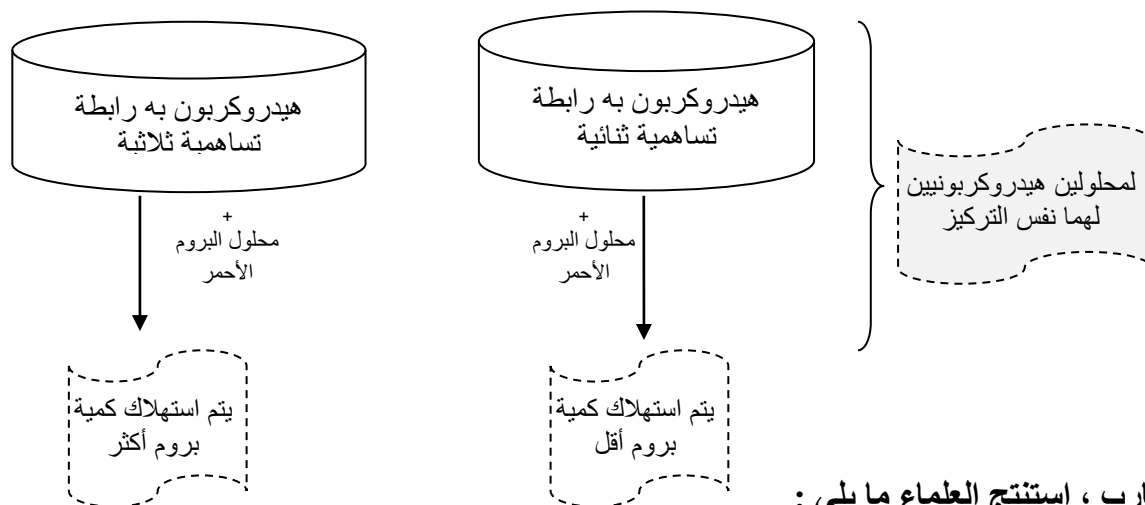 هيدروكربون به رابطة
تساهمية ثنائية
هيدروكربون به رابطة
تساهمية ثلاثية
لمحلولين هيدروكربونيين
لهما نفس التركيز
+
محلول البروم
الأحمر
+
محلول البروم
الأحمر
يتم استهلاك كمية
بروم أقل
يتم استهلاك كمية
بروم أكثر
، استنتج العلماء ما يلي :